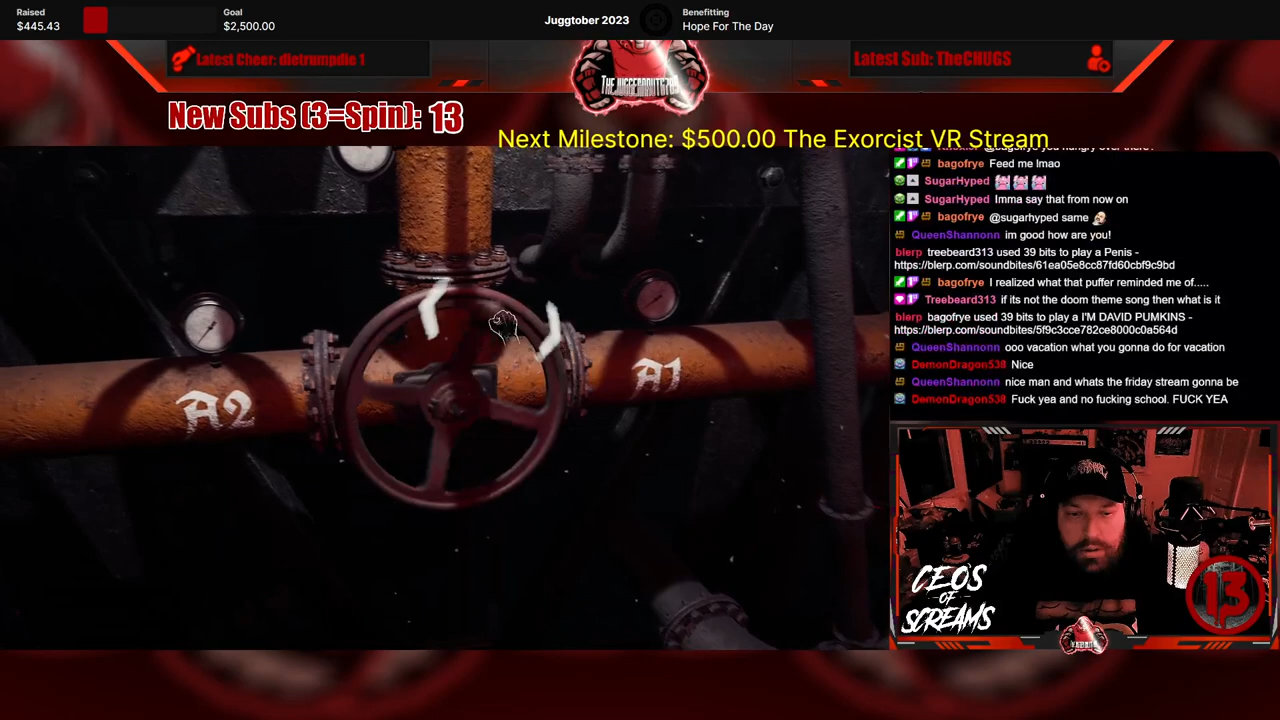 Raised
$445.43
Goal
$2,500.00
Juggtober 2023
Benefitting
Hope For The Day
Latest Cheer: dietrumpdie 1
THEJUGGERNAUT6789
Latest Sub: TheCHUGS
New Subs (3=Spin): 13
Next Milestone: $500.00 The Exorcist VR Stream
bagofrye Feed me lmao
SugarHyped
SugarHyped Imma say that from now on
bagofrye @sugarhyped same
QueenShannonn im good how are you!
blerp treebeard313 used 39 bits to play a Penis -
https://blerp.com/soundbites/61ea05e8cc87fd60cbf9c9bd
bagofrye I realized what that puffer reminded me of.....
Treebeard313 if its not the doom theme song then what is it
blerp bagofrye used 39 bits to play a I'M DAVID PUMKINS -
https://blerp.com/soundbites/5f9c3cce782ce8000c0a564d
QueenShannonn ooo vacation what you gonna do for vacation
DemonDragon538 Nice
QueenShannonn nice man and whats the friday stream gonna be
DemonDragon538 Fuck yea and no fucking school. FUCK YEA
A2
A1
CEOS
OF
SCREAMS
13